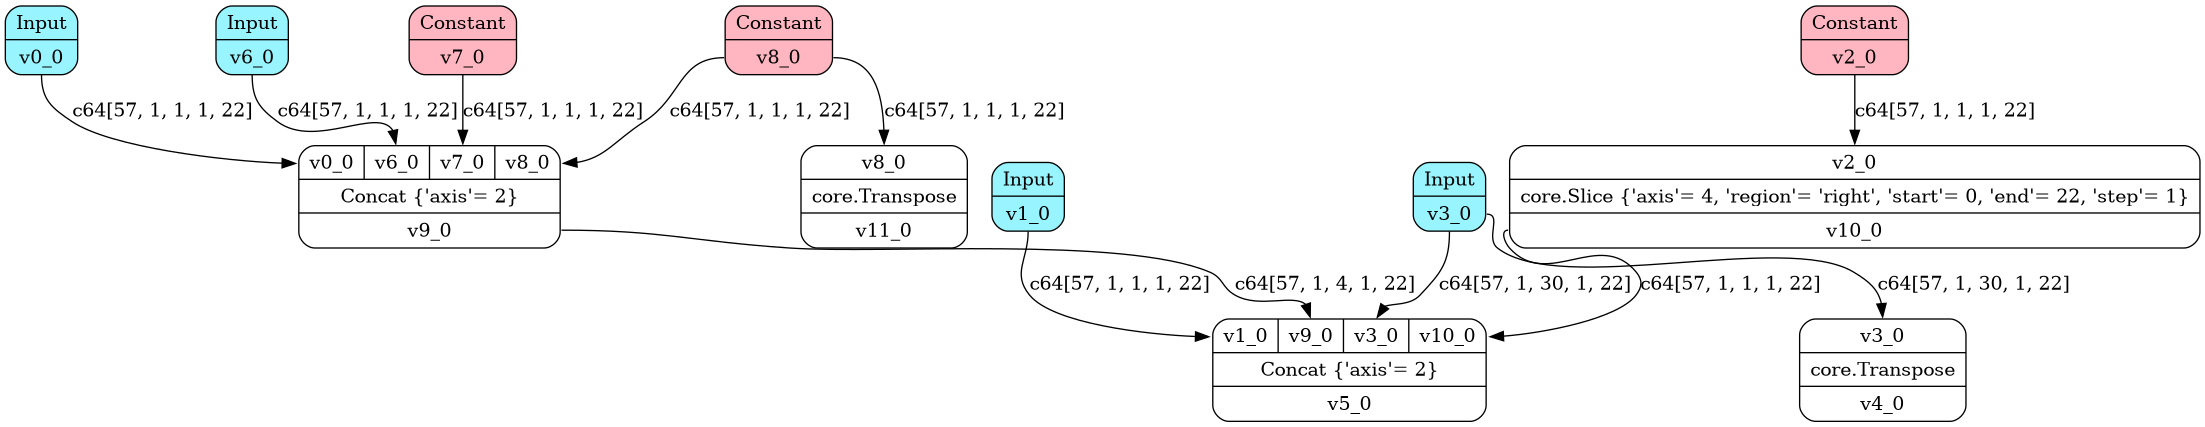 Input
v0_0
Input
v6_0
Constant
v7_0
Constant
v8_0
Constant
v2_0
c64[57, 1, 1, 1, 22]
c64[57, 1, 1, 1, 22]
c64[57, 1, 1, 1, 22]
c64[57, 1, 1, 1, 22]
c64[57, 1, 1, 1, 22]
c64[57, 1, 1, 1, 22]
v0_0 v6_0 v7_0 v8_0
Concat {'axis'= 2}
v9_0
v8_0
core.Transpose
v11_0
Input
v1_0
Input
v3_0
v2_0
core.Slice {'axis'= 4, 'region'= 'right', 'start'= 0, 'end'= 22, 'step'= 1}
v10_0
c64[57, 1, 1, 1, 22]
c64[57, 1, 4, 1, 22]
c64[57, 1, 30, 1, 22]
c64[57, 1, 1, 1, 22]
c64[57, 1, 30, 1, 22]
v1_0 v9_0 v3_0 v10_0
Concat {'axis'= 2}
v5_0
v3_0
core.Transpose
v4_0